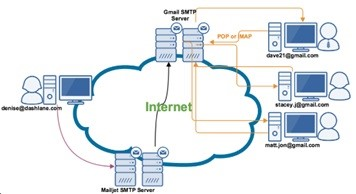 Gmail SMTP
Server
POP or IMAP
dave21@gmail.com
denise@dashlane.com
Internet
stacey.j@gmail.com
matt.jon@gmail.com
Mailjet SMTP Server